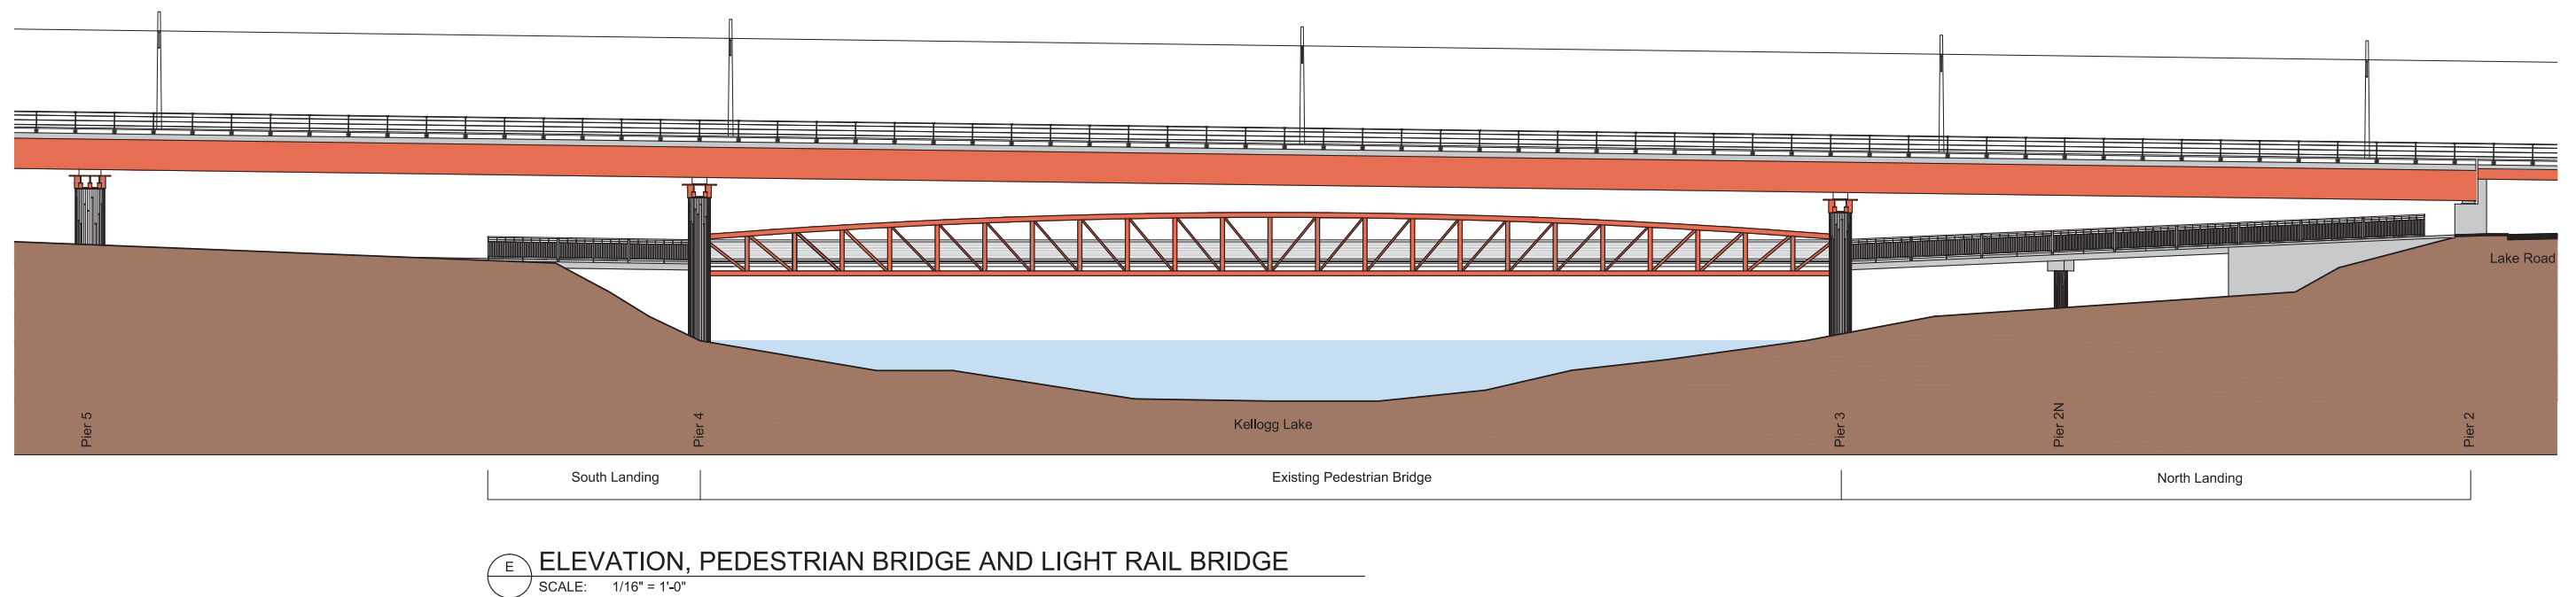 Lake Road
Pier 5
Pier 4
Kellogg Lake
Pier 3
Pier 2N
Pier 2
South Landing
Existing Pedestrian Bridge
North Landing
E
ELEVATION, PEDESTRIAN BRIDGE AND LIGHT RAIL BRIDGE
SCALE: 1/16" = 1'-0"